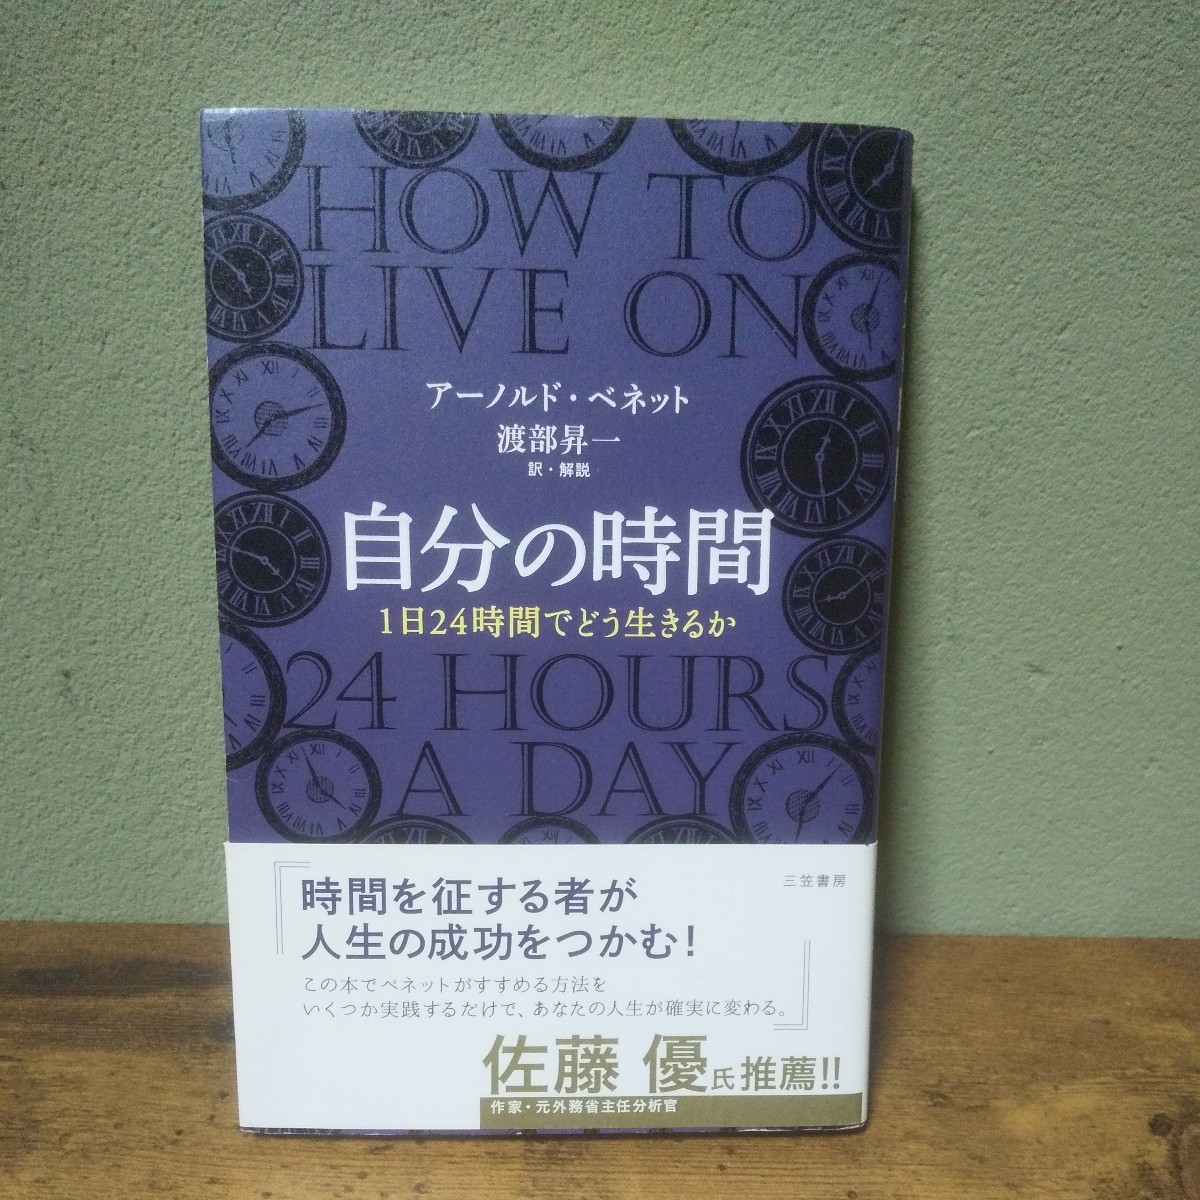 HOW TO
LIVE ON
アーノルド・ベネット
渡部昇一
訳・解説
自分の時間
1日24時間でどう生きるか
24 HOURS
A DAY
三笠書房
『時間を征する者が
人生の成功をつかむ!
この本でベネットがすすめる方法を
いくつか実践するだけで、あなたの人生が確実に変わる。』
佐藤 優氏推薦!!
作家・元外務省主任分析官